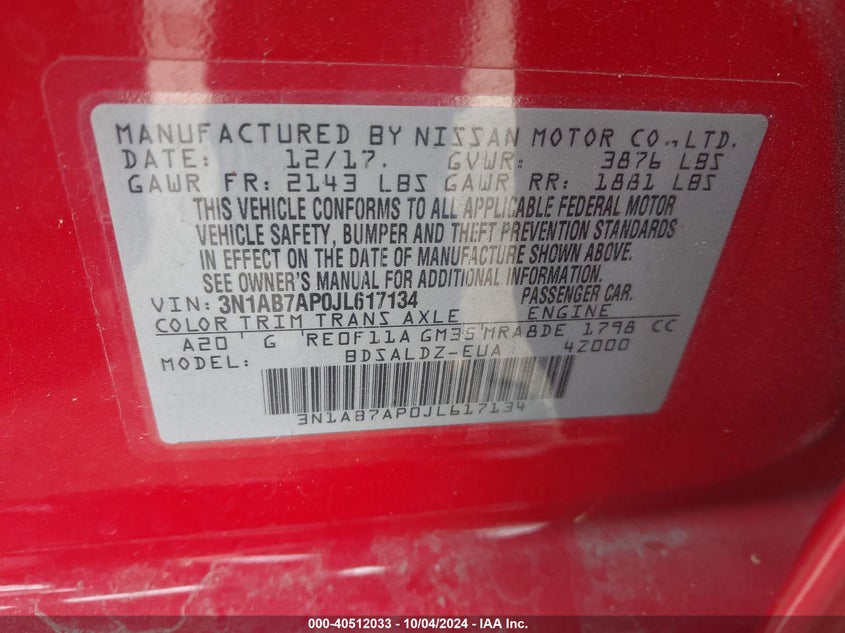 MANUFACTURED BY NISSAN MOTOR CO.,LTD.
DATE: 12/17. GVWR: 3876 LBS
GAWR FR: 2143 LBS GAWR RR: 1881 LBS
THIS VEHICLE CONFORMS TO ALL APPLICABLE FEDERAL MOTOR
VEHICLE SAFETY, BUMPER AND THEFT PREVENTION STANDARDS
IN EFFECT ON THE DATE OF MANUFACTURE SHOWN ABOVE.
SEE OWNER'S MANUAL FOR ADDITIONAL INFORMATION.
VIN: 3N1AB7AP0JL617134 PASSENGER CAR.
COLOR TRIM TRANS AXLE ENGINE
A20 G RE0F11A GM35 MRA8DE 1798 CC
MODEL: BDSALDZ-EUA 4Z000
3N1AB7AP0JL617134
000-40512033 - 10/04/2024 - IAA Inc.